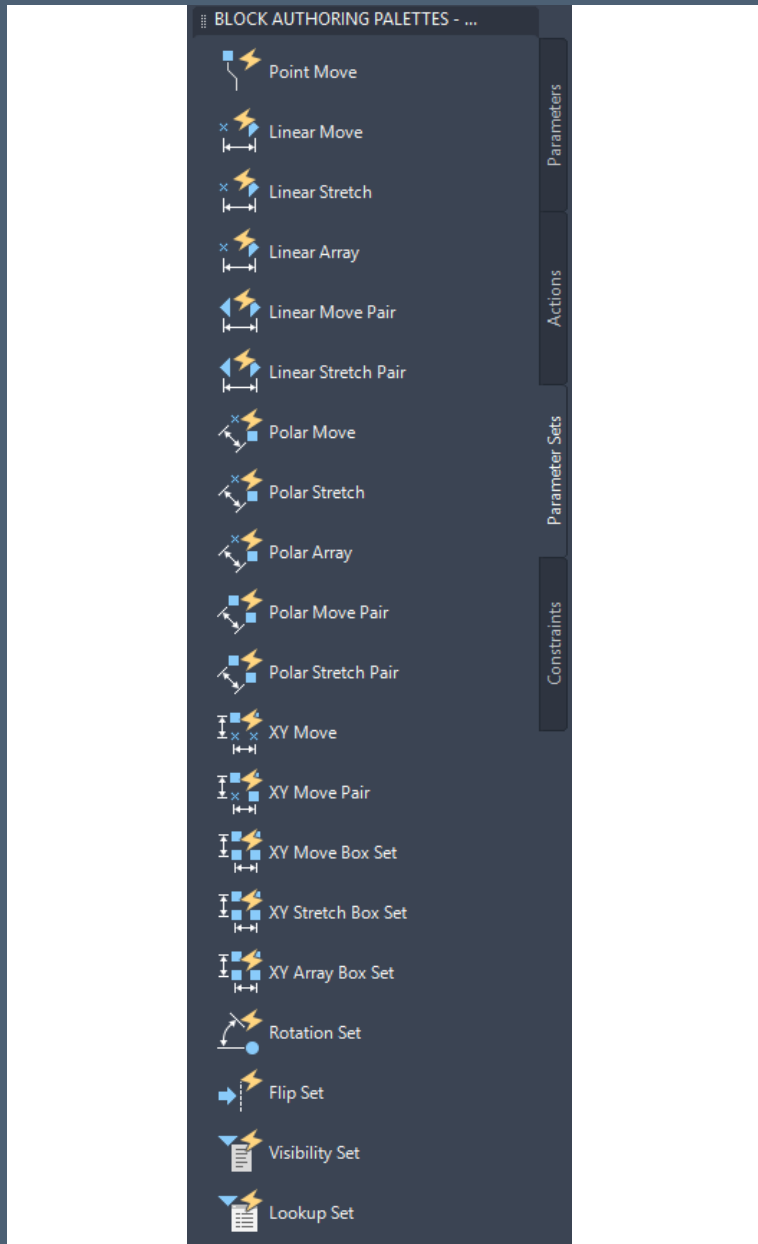 BLOCK AUTHORING PALETTES - ...
Point Move
Linear Move
Linear Stretch
Linear Array
Linear Move Pair
Linear Stretch Pair
Polar Move
Polar Stretch
Polar Array
Polar Move Pair
Polar Stretch Pair
XY Move
XY Move Pair
XY Move Box Set
XY Stretch Box Set
XY Array Box Set
Rotation Set
Flip Set
Visibility Set
Lookup Set
Parameters
Actions
Parameter Sets
Constraints